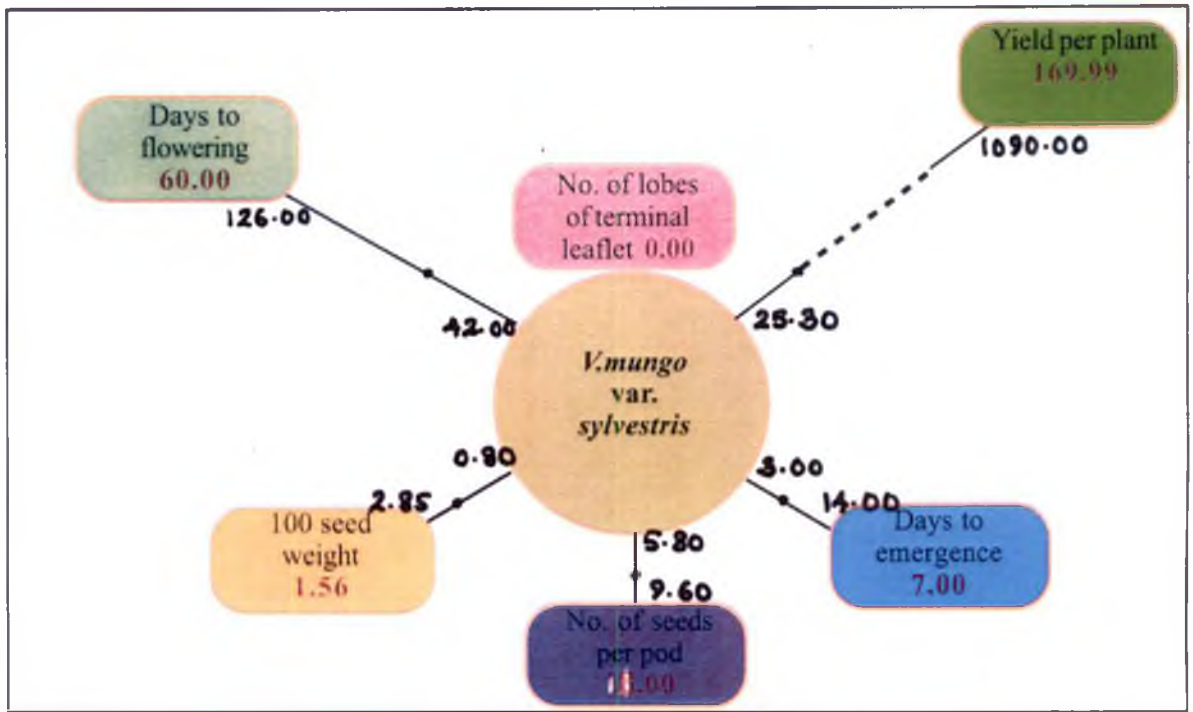 Yield per plant
169.99
1090.00
Days to
flowering
60.00
126.00
No. of lobes
of terminal
leaflet 0.00
42.00
25.30
V.mungo
var.
sylvestris
0.80
2.85
100 seed
weight
1.56
3.00
14.00
Days to
emergence
7.00
5.80
9.60
No. of seeds
per pod